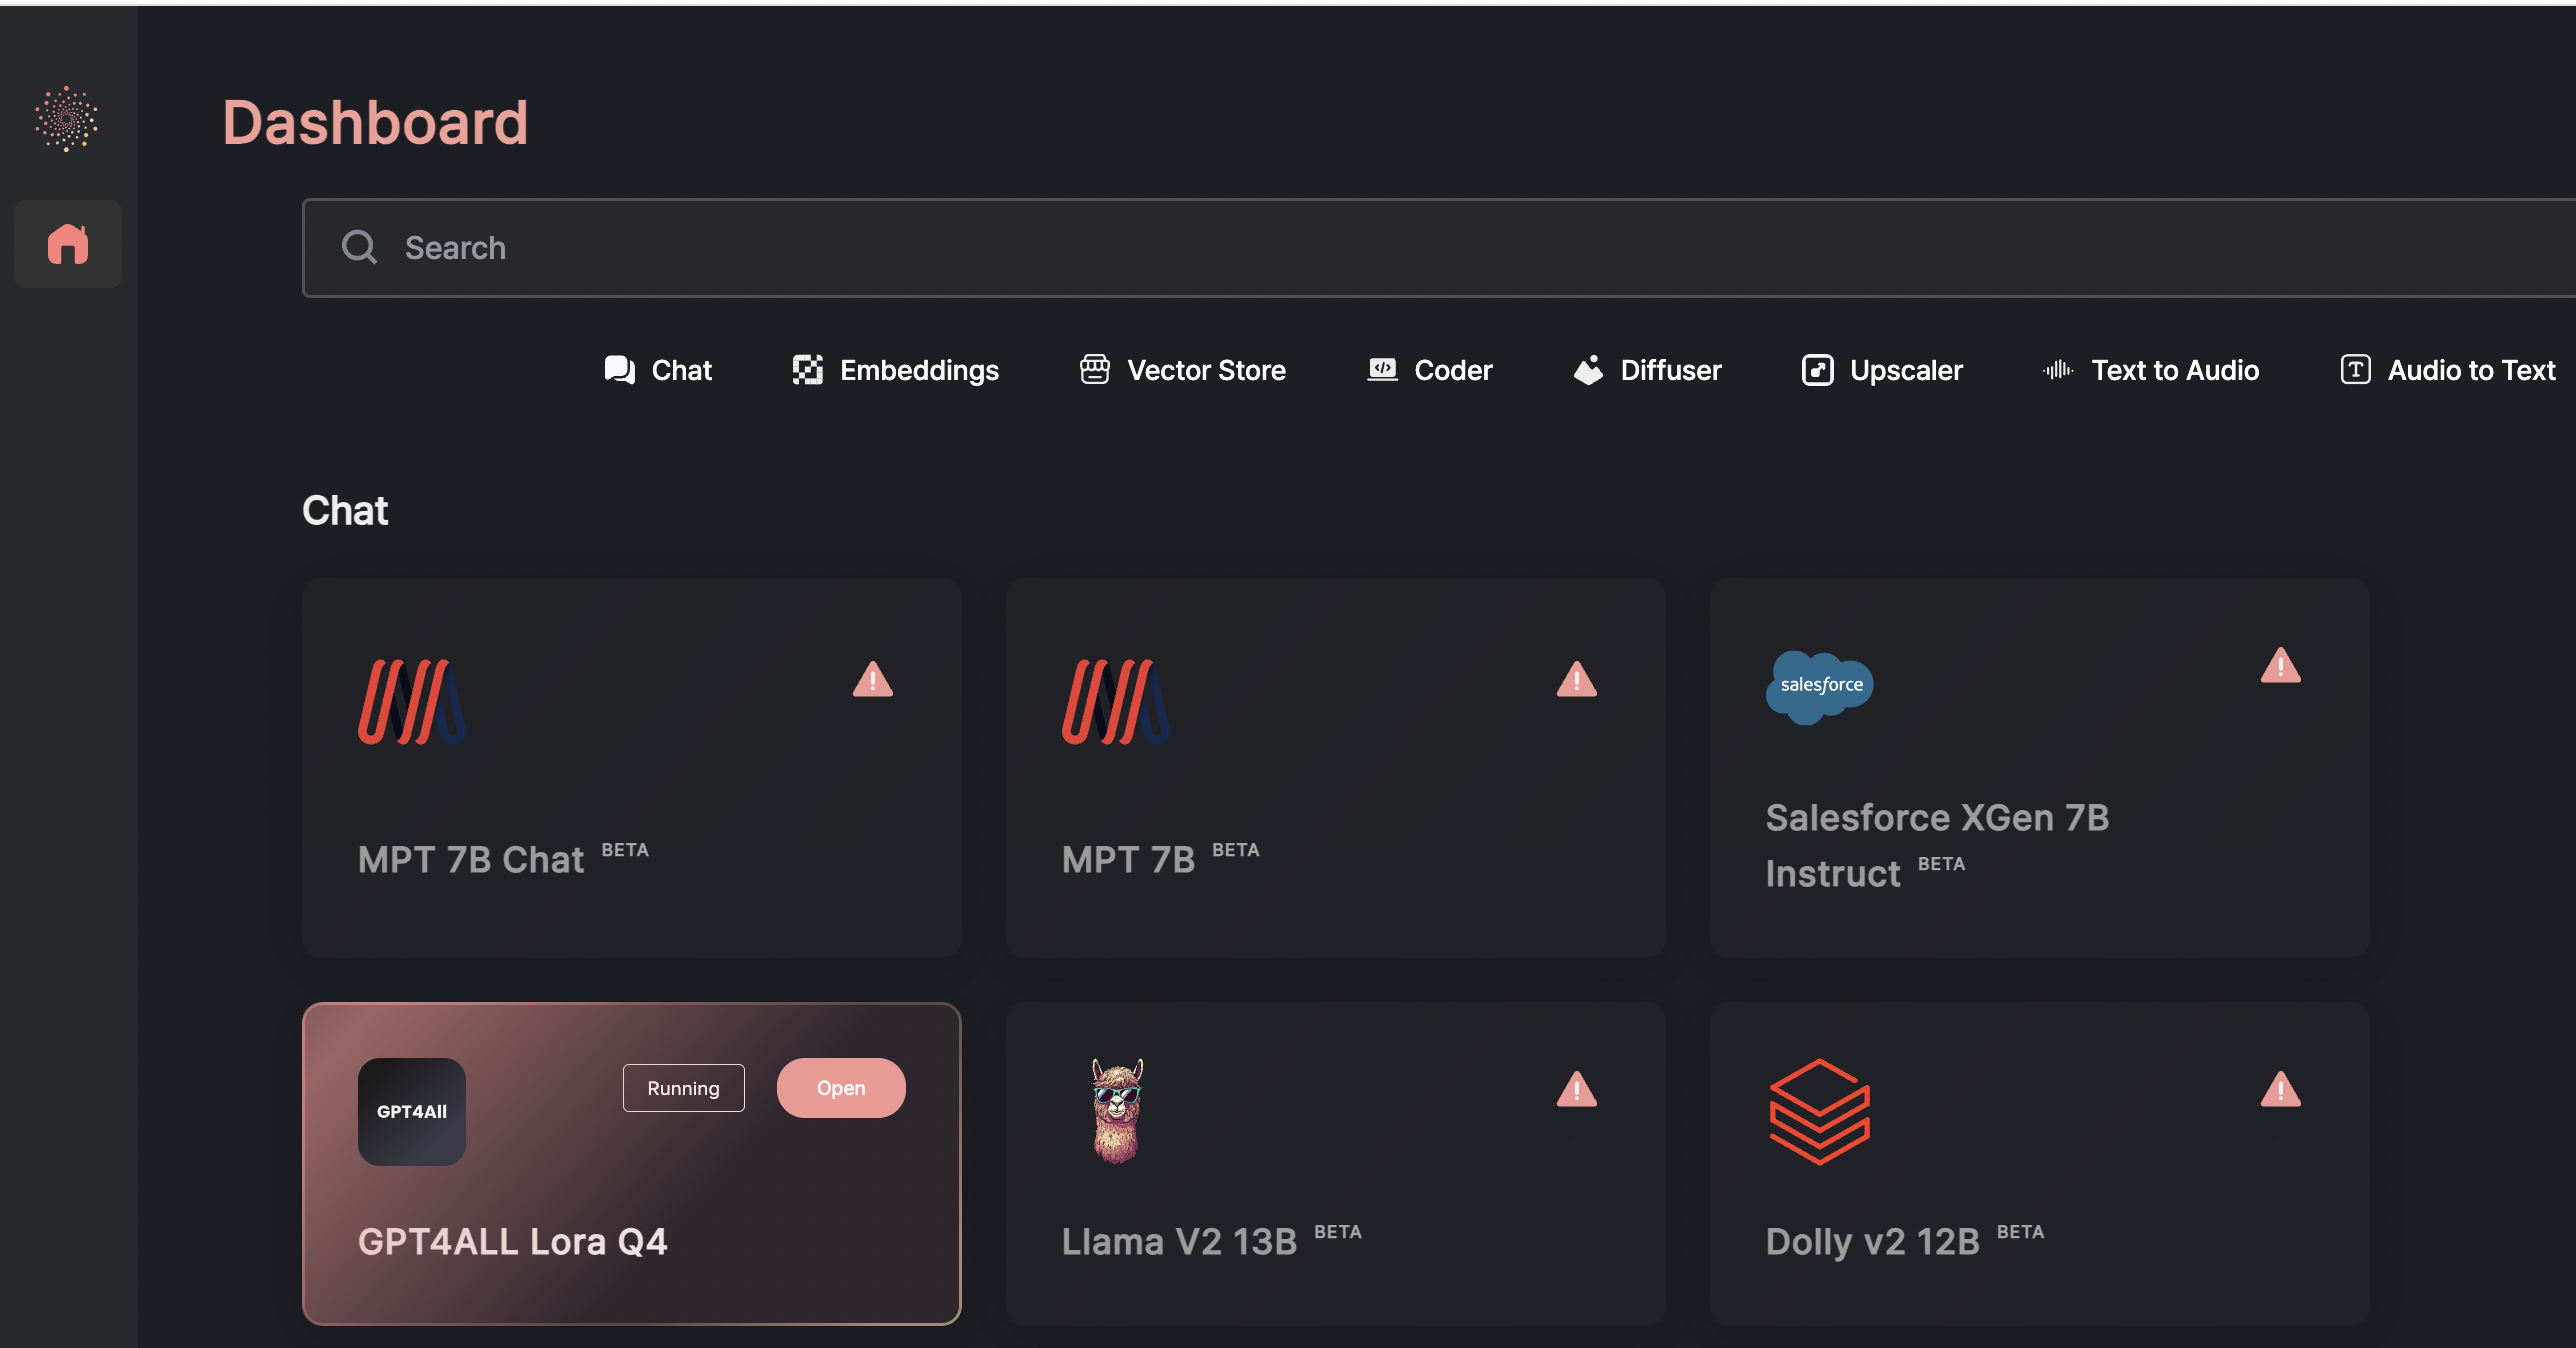 Dashboard
Search
Chat
Embeddings
Vector Store
Coder
Diffuser
Upscaler
Text to Audio
Audio to Text
Chat
MPT 7B Chat BETA
MPT 7B BETA
salesforce
Salesforce XGen 7B
Instruct BETA
GPT4All
Running
Open
GPT4ALL Lora Q4
Llama V2 13B BETA
Dolly v2 12B BETA